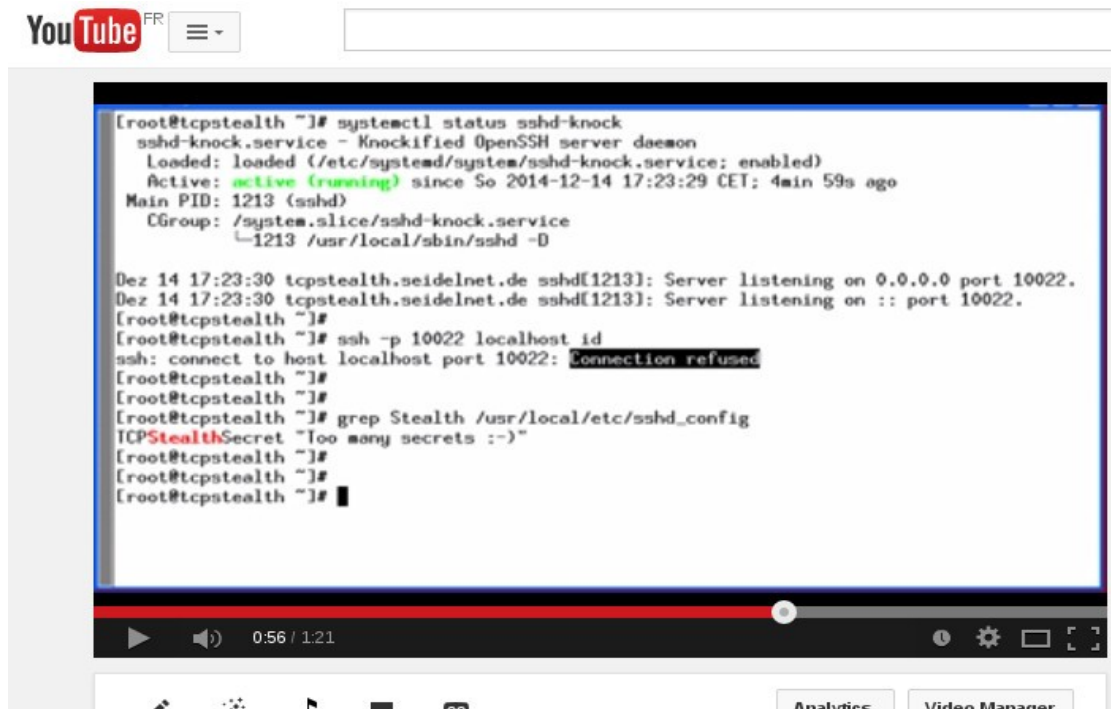 YouTube FR
[root@tcpstealth ~]# systemctl status sshd-knock
sshd-knock.service - Knockified OpenSSH server daemon
Loaded: loaded (/etc/systemd/system/sshd-knock.service; enabled)
Active: active (running) since So 2014-12-14 17:23:29 CET; 4min 59s ago
Main PID: 1213 (sshd)
CGroup: /system.slice/sshd-knock.service
└─1213 /usr/local/sbin/sshd -D
Dez 14 17:23:30 tcpstealth.seidelnet.de sshd[1213]: Server listening on 0.0.0.0 port 10022.
Dez 14 17:23:30 tcpstealth.seidelnet.de sshd[1213]: Server listening on :: port 10022.
[root@tcpstealth ~]#
[root@tcpstealth ~]# ssh -p 10022 localhost id
ssh: connect to host localhost port 10022: Connection refused
[root@tcpstealth ~]#
[root@tcpstealth ~]#
[root@tcpstealth ~]# grep Stealth /usr/local/etc/sshd_config
TCPStealthSecret "Too many secrets :-)"
[root@tcpstealth ~]#
[root@tcpstealth ~]#
[root@tcpstealth ~]#
0:56 / 1:21
Analytics Video Manager